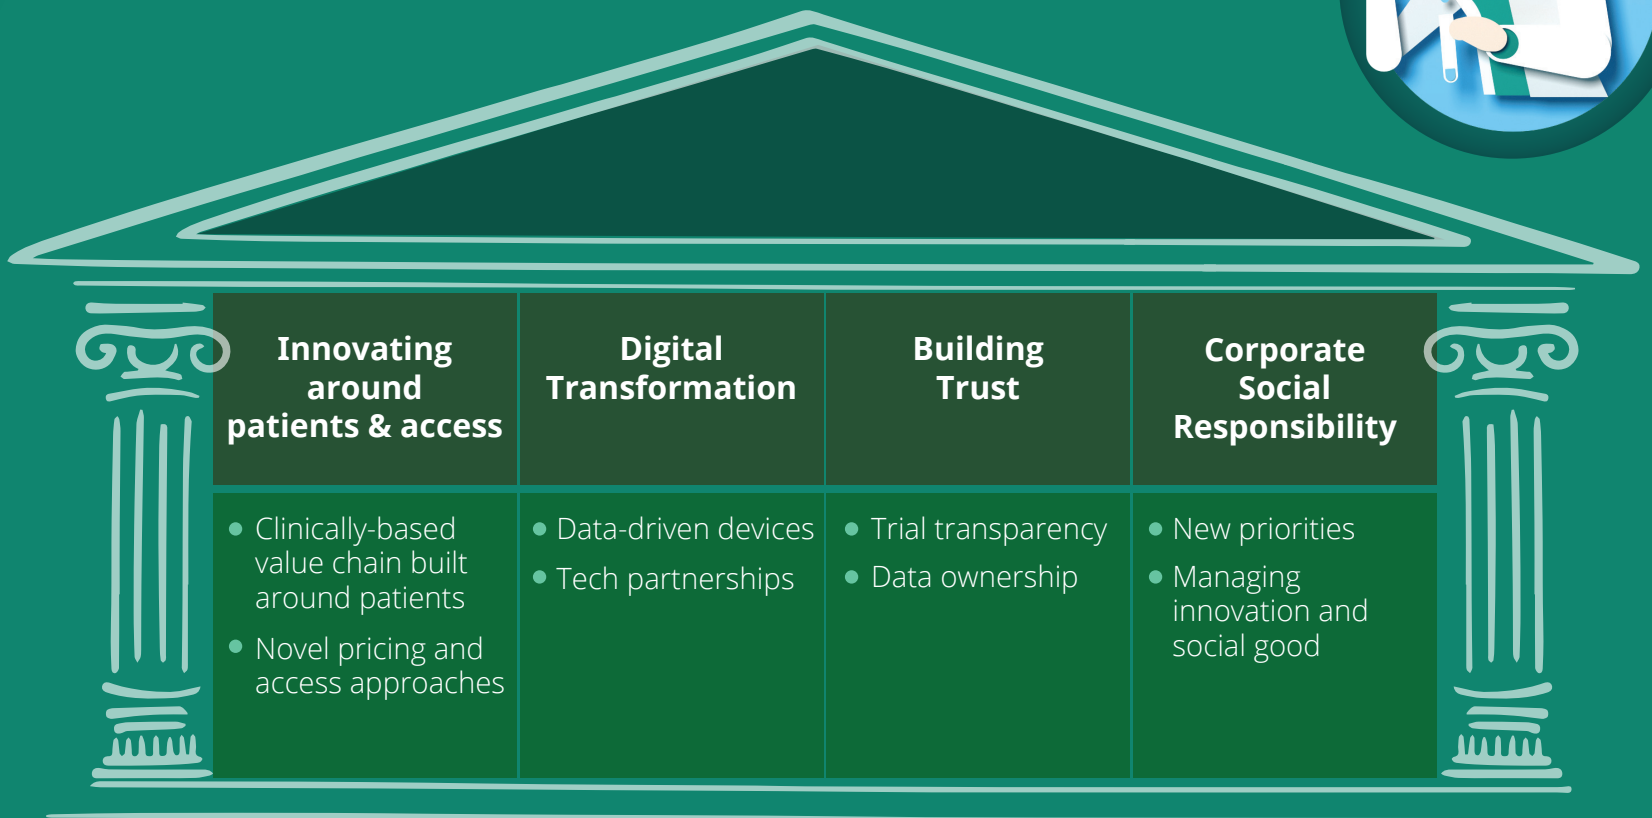 Innovating
around
patients & access
Digital
Transformation
Building
Trust
Corporate
Social
Responsibility
Clinically-based
value chain built
around patients
Novel pricing and
access approaches
Data-driven devices
Tech partnerships
Trial transparency
Data ownership
New priorities
Managing
innovation and
social good